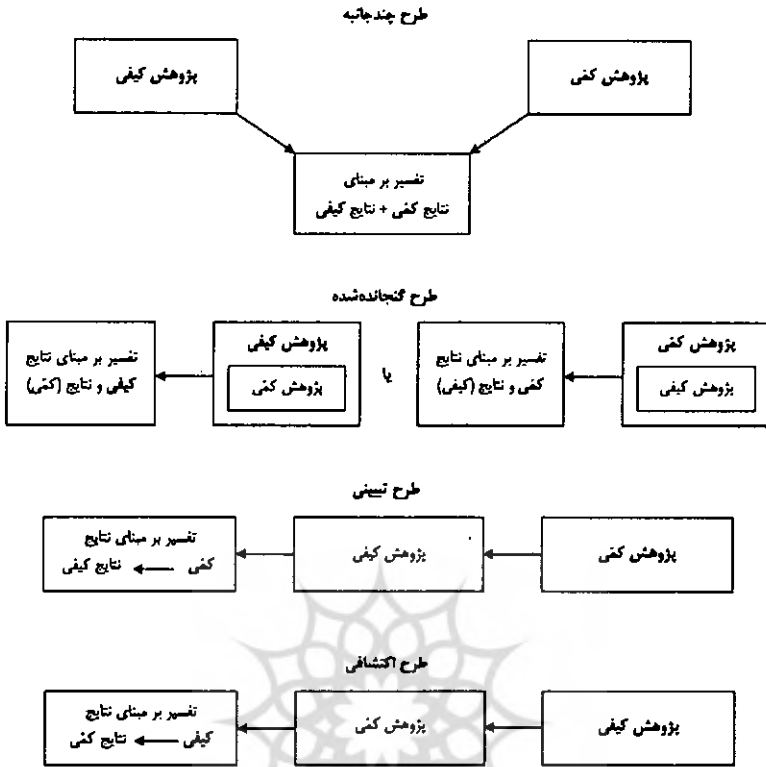 طرح چندجانبه
پژوهش کمّی
پژوهش کیفی
تفسیر بر مبنای
نتایج کمّی + نتایج کیفی
طرح گنجانده‌شده
پژوهش کمّی
پژوهش کیفی
تفسیر بر مبنای نتایج
کمّی و نتایج (کیفی)
یا
پژوهش کیفی
پژوهش کمّی
تفسیر بر مبنای نتایج
کیفی و نتایج (کمّی)
طرح تبیینی
پژوهش کمّی
پژوهش کیفی
تفسیر بر مبنای نتایج
کمّی ← نتایج کیفی
طرح اکتشافی
پژوهش کیفی
پژوهش کمّی
تفسیر بر مبنای نتایج
کیفی ← نتایج کمّی